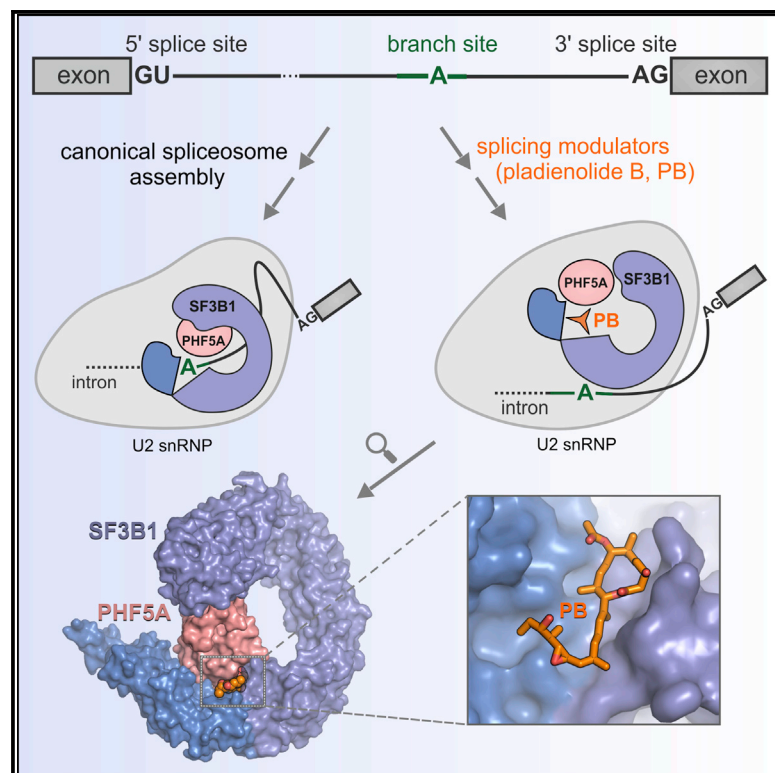 5' splice site
branch site
3' splice site
exon
GU
A
AG
exon
canonical spliceosome
assembly
splicing modulators
(pladienolide B, PB)
SF3B1
PHF5A
A
AG
intron
U2 snRNP
PHF5A
SF3B1
PB
AG
intron
A
U2 snRNP
SF3B1
PHF5A
PB